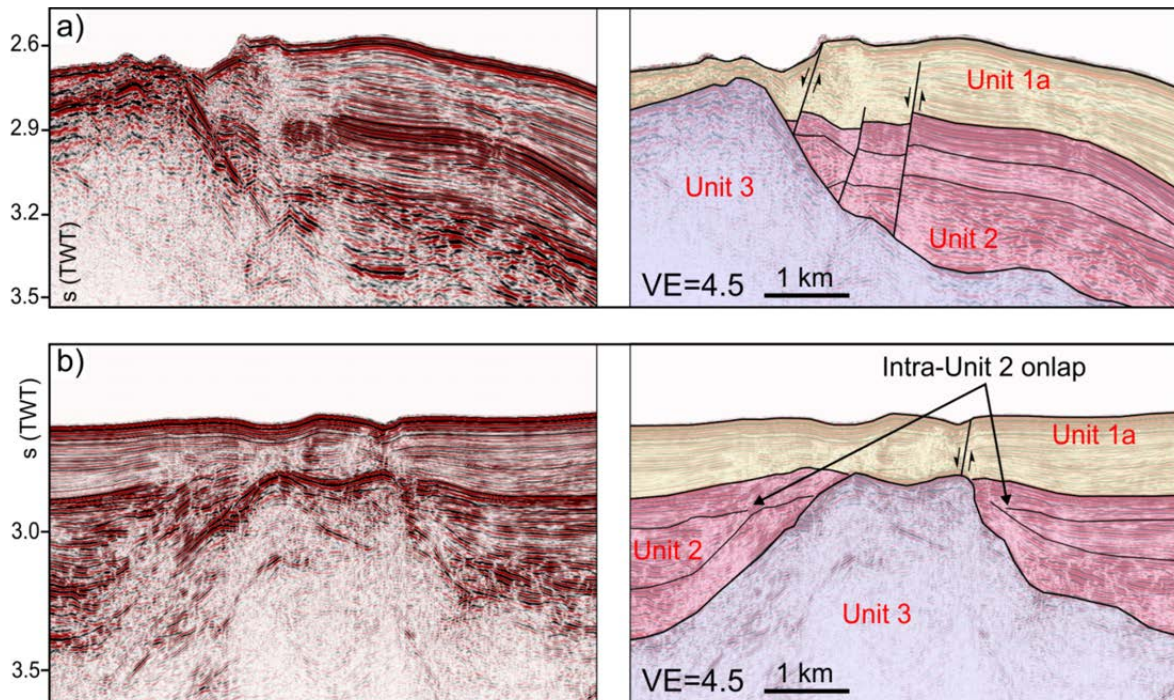 a)
2.6
2.9
3.2
3.5
s (TWT)
Unit 1a
Unit 3
Unit 2
VE=4.5
1 km
b)
s (TWT)
3.0
3.5
Intra-Unit 2 onlap
Unit 1a
Unit 2
Unit 3
VE=4.5
1 km